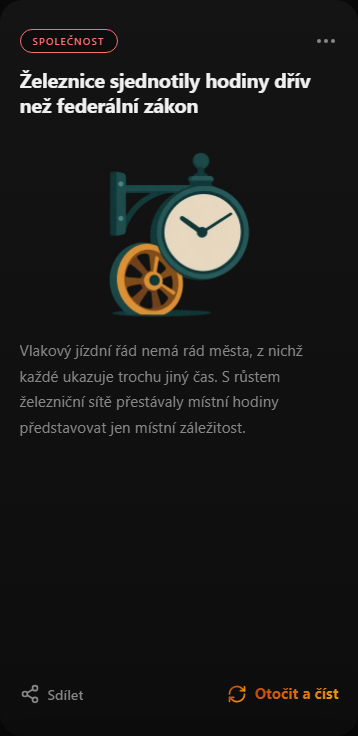 SPOLEČNOST
Železnice sjednotily hodiny dřív
než federální zákon
Vlakový jízdní řád nemá rád města, z nichž
každé ukazuje trochu jiný čas. S růstem
železniční sítě přestávaly místní hodiny
představovat jen místní záležitost.
Sdílet
Otočit a číst